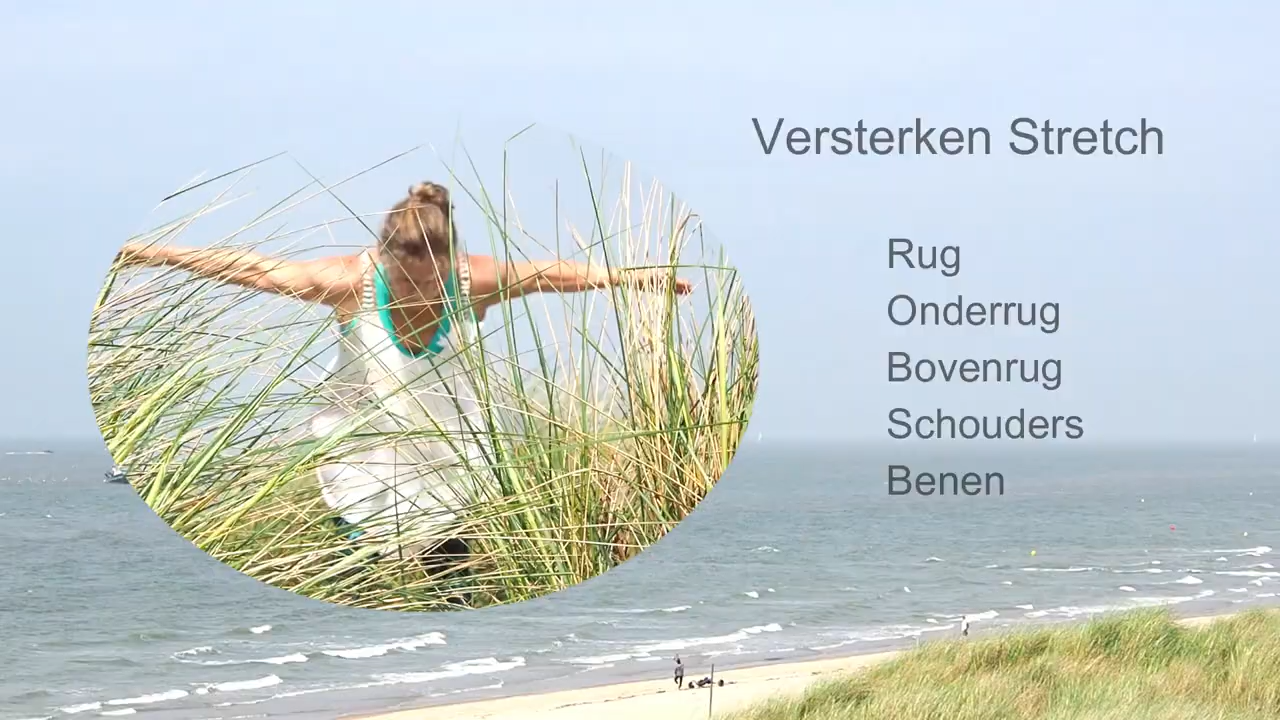 Versterken Stretch
Rug
Onderrug
Bovenrug
Schouders
Benen